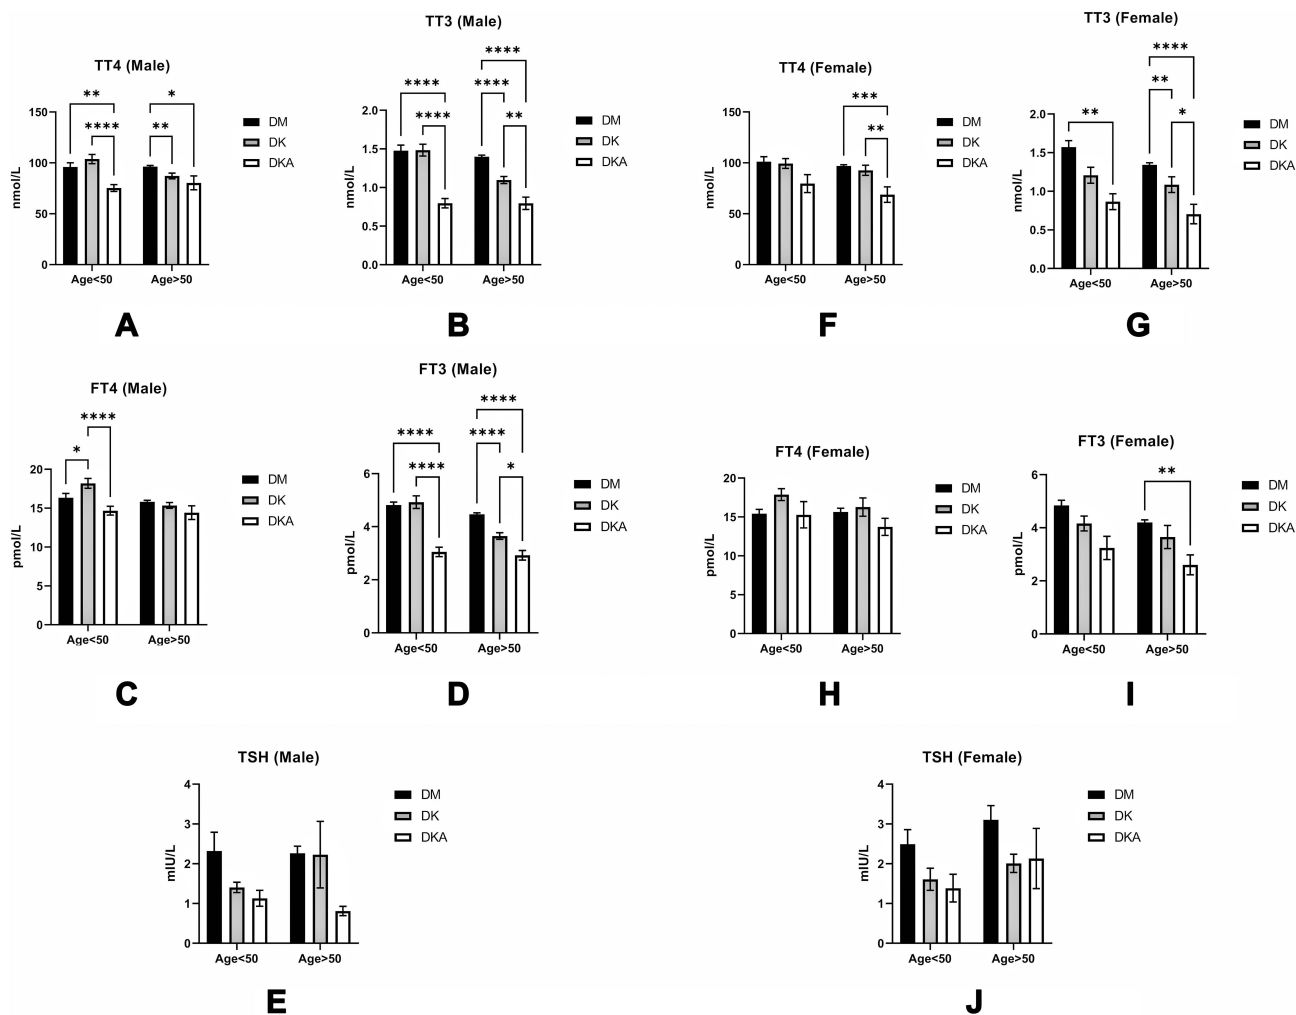 TT4 (Male)
** *
**** **
150
100
50
0
nmol/L
Age<50 Age>50
DM
DK
DKA
A
TT3 (Male)
****
**** ****
**** **
2.0
1.5
1.0
0.5
0.0
nmol/L
Age<50 Age>50
DM
DK
DKA
B
TT4 (Female)
***
**
150
100
50
0
nmol/L
Age<50 Age>50
DM
DK
DKA
F
TT3 (Female)
****
**
** *
2.0
1.5
1.0
0.5
0.0
nmol/L
Age<50 Age>50
DM
DK
DKA
G
FT4 (Male)
****
*
20
15
10
5
0
pmol/L
Age<50 Age>50
DM
DK
DKA
C
FT3 (Male)
****
**** ****
**** *
6
4
2
0
pmol/L
Age<50 Age>50
DM
DK
DKA
D
FT4 (Female)
20
15
10
5
0
pmol/L
Age<50 Age>50
DM
DK
DKA
H
FT3 (Female)
**
6
4
2
0
pmol/L
Age<50 Age>50
DM
DK
DKA
I
TSH (Male)
4
3
2
1
0
mIU/L
Age<50 Age>50
DM
DK
DKA
E
TSH (Female)
4
3
2
1
0
mIU/L
Age<50 Age>50
DM
DK
DKA
J